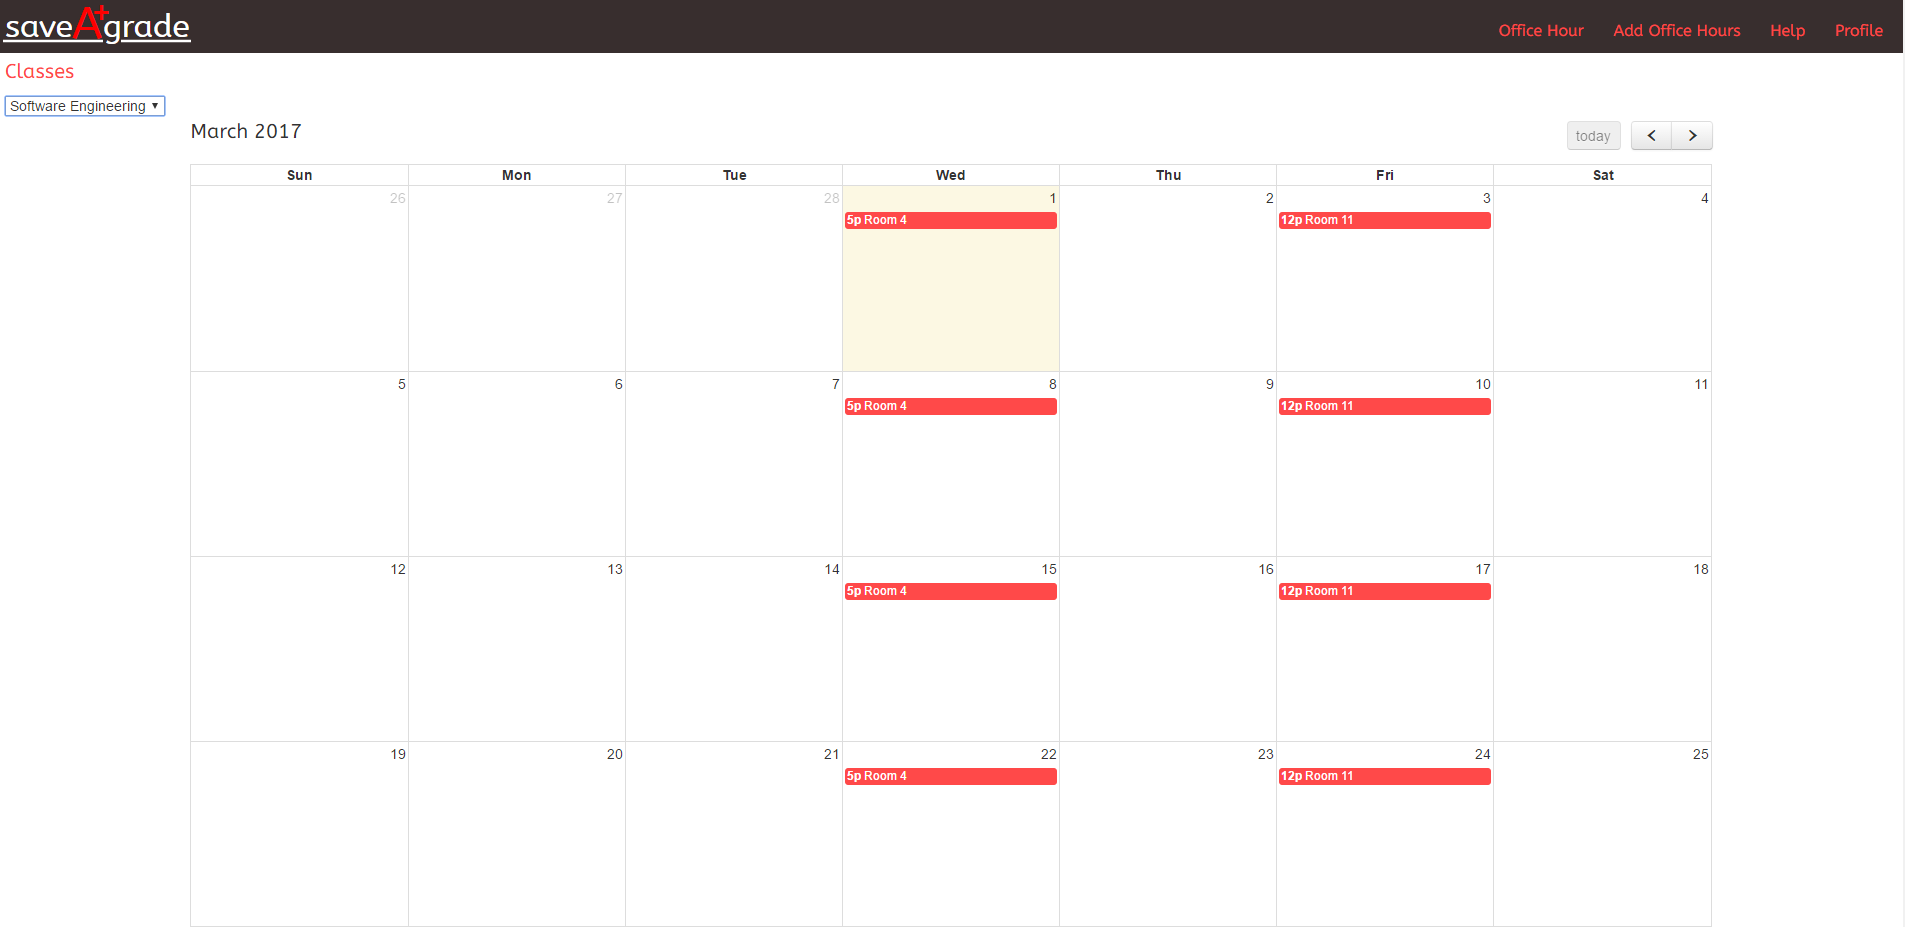 saveA+grade
Office Hour Add Office Hours Help Profile
Classes
Software Engineering
March 2017
today
Sun Mon Tue Wed Thu Fri Sat
26 27 28 1 2 3 4
5p Room 4 12p Room 11
5 6 7 8 9 10 11
5p Room 4 12p Room 11
12 13 14 15 16 17 18
5p Room 4 12p Room 11
19 20 21 22 23 24 25
5p Room 4 12p Room 11